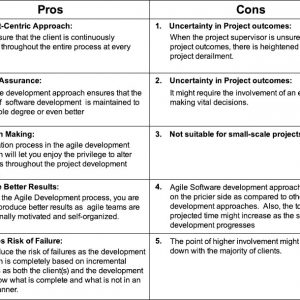 Pros
Cons
t-Centric Approach:
sure that the client is continuously
throughout the entire process at every
1. Uncertainty in Project outcomes:
When the project supervisor is unsure
project outcomes, there is heightened
project derailment.
Assurance:
e development approach ensures that the
f software development is maintained to
ble degree or even better
2. Uncertainty in Project outcomes:
It might require the involvement of an e
making vital decisions.
n Making:
ration process in the agile development
n will let you enjoy the privilege to alter
s throughout the development process
3. Not suitable for small-scale projects
e Better Results:
the Agile Development process, you are
produce better results as agile teams are
nally motivated and self-organized.
4. Agile Software development approach
on the pricier side as compared to othe
development approaches. Also, the to
projected time might increase as the s
development progresses
es Risk of Failure:
duce the risk of failures as the development
h is completely based on incremental
s as both the client(s) and the development
ow what is complete and what is not in an
manner.
5. The point of higher involvement might
down with the majority of clients.